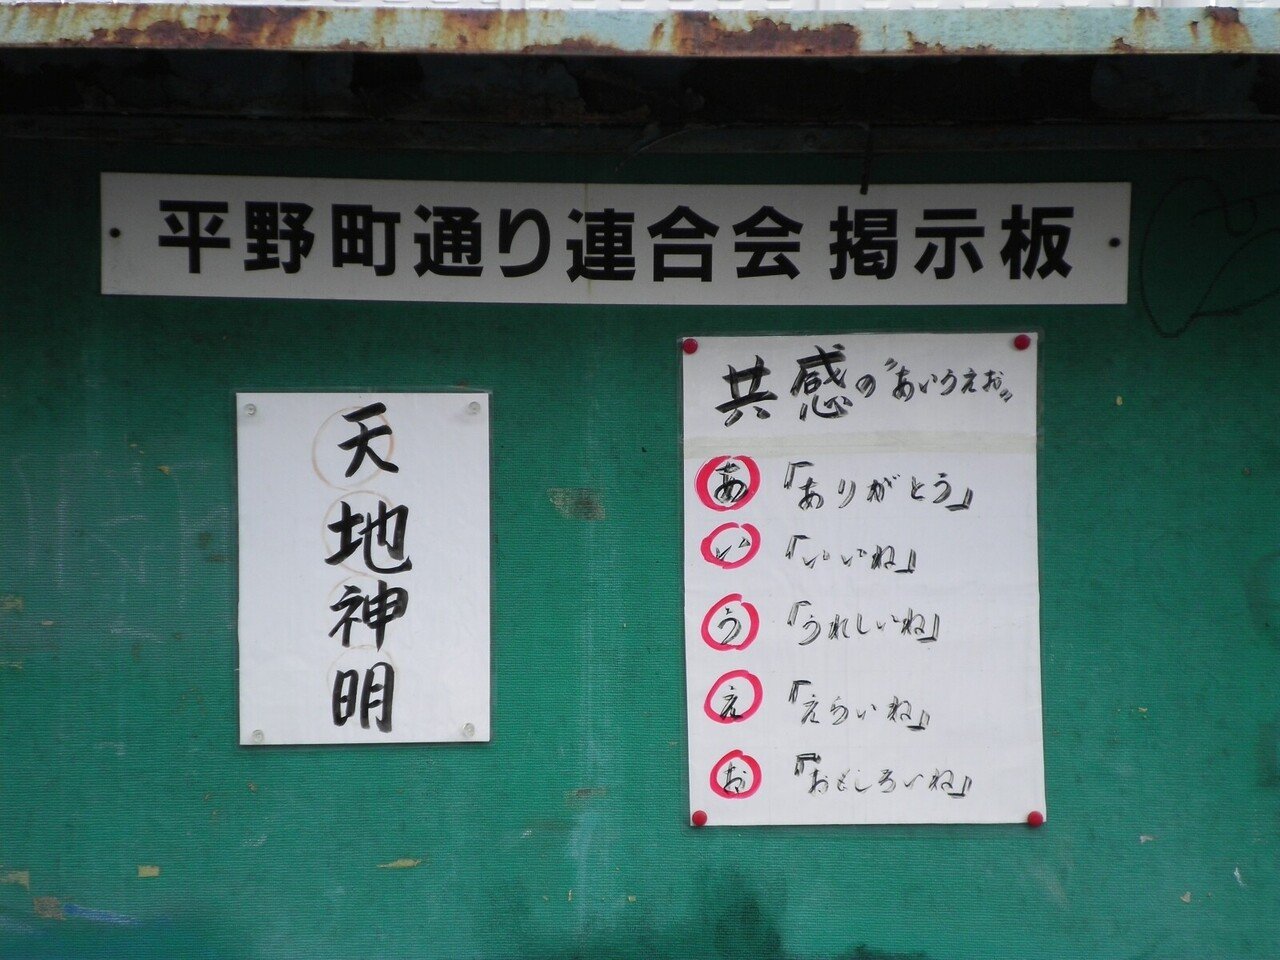 平野町通り連合会 掲示板
天地神明
共感の〝あいうえお〟
あ 「ありがとう」
い 「いいね」
う 「うれしいね」
え 「えらいね」
お 「おもしろいね」